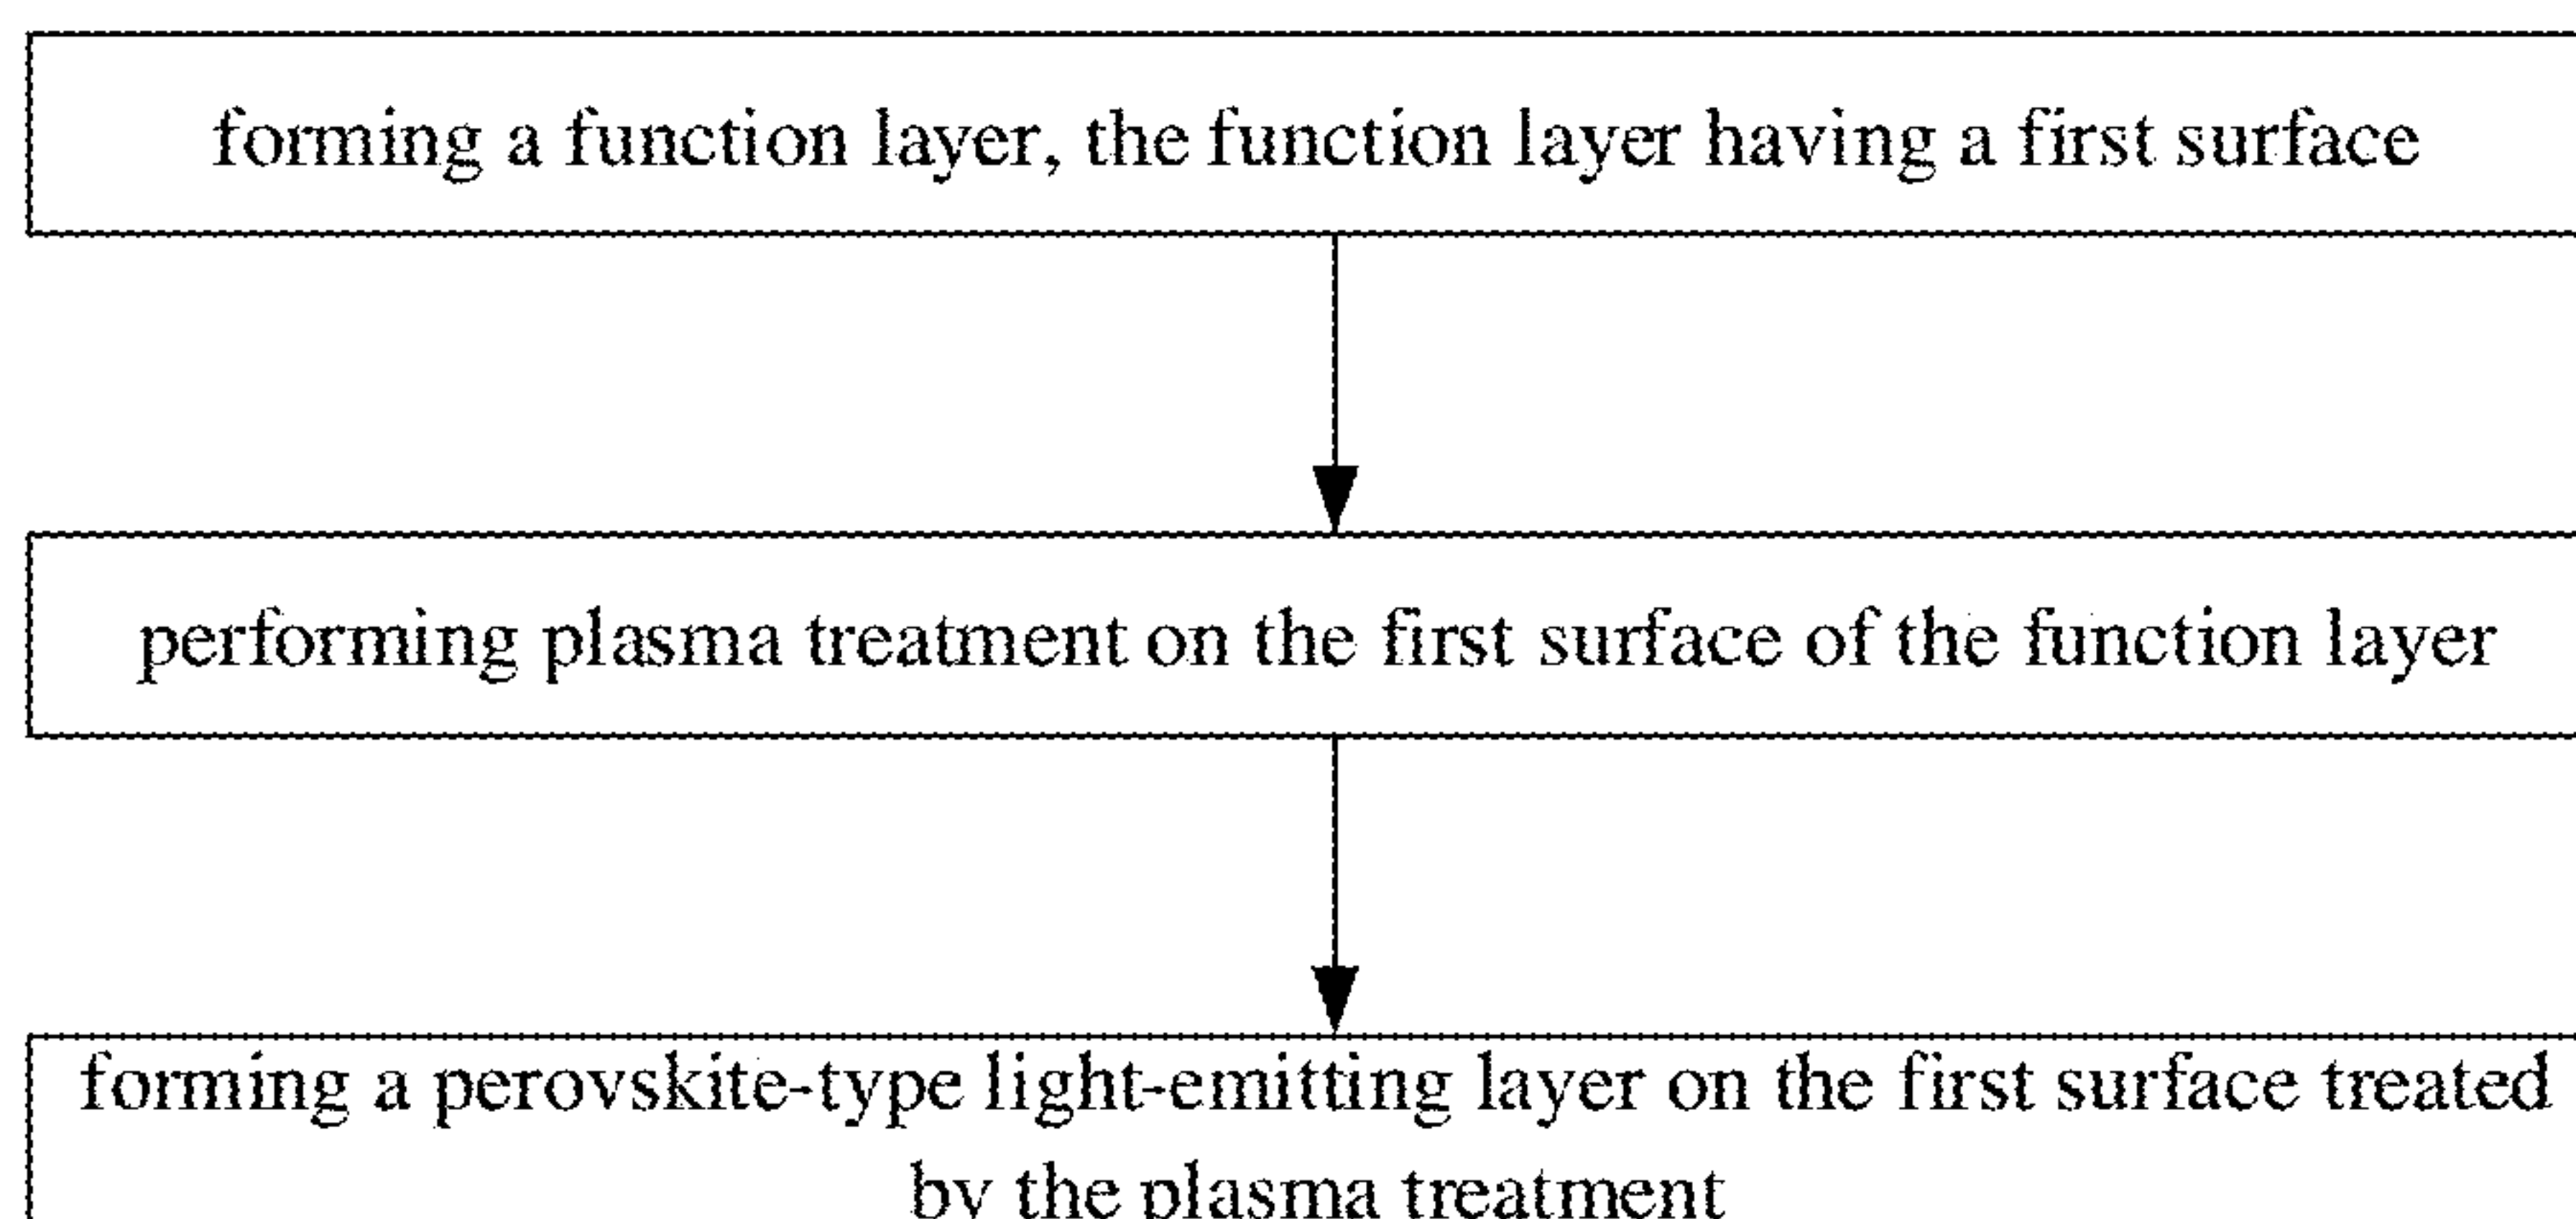 forming a function layer, the function layer having a first surface
performing plasma treatment on the first surface of the function layer
forming a perovskite-type light-emitting layer on the first surface treated
by the plasma treatment